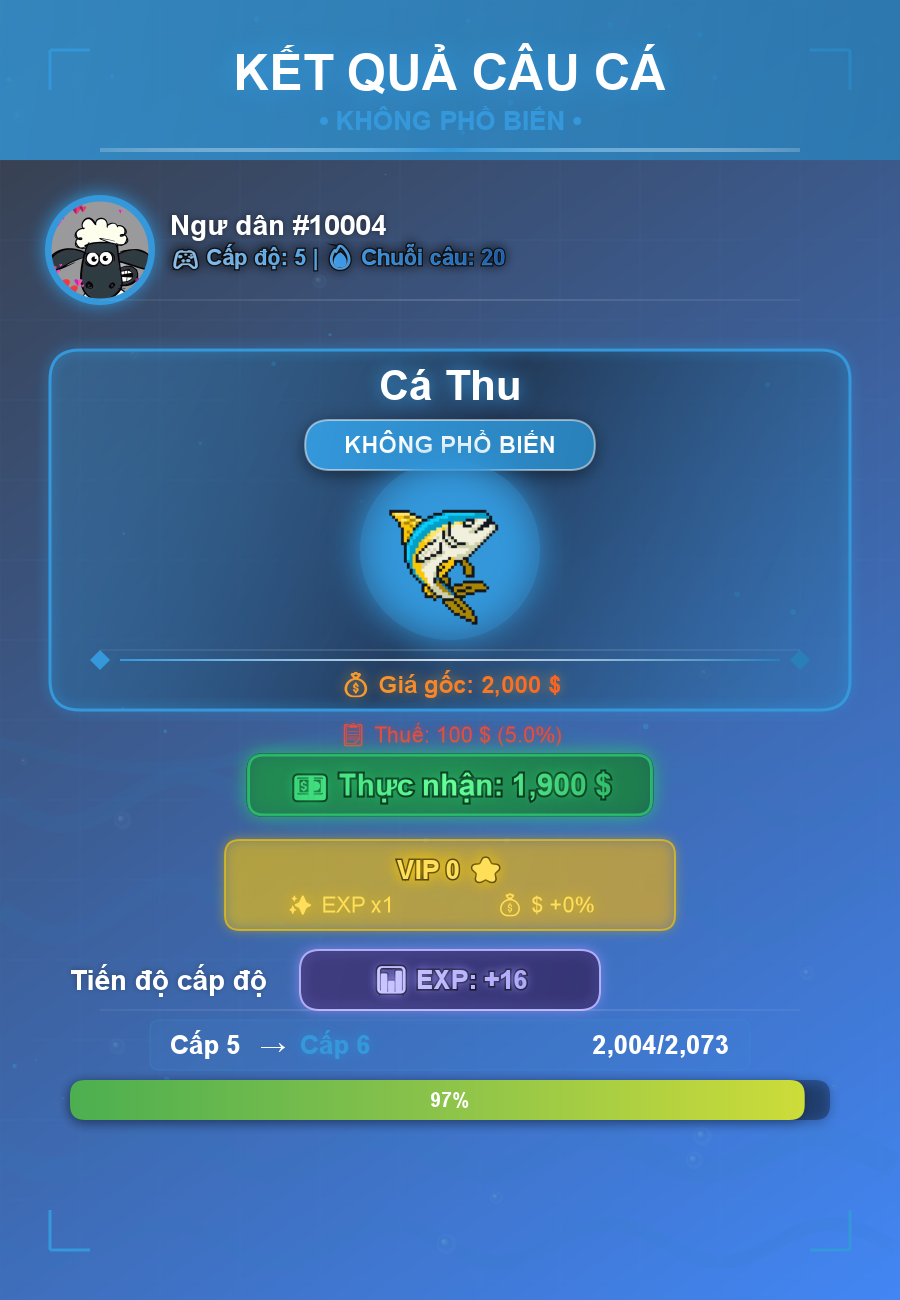 KẾT QUẢ CÂU CÁ
• KHÔNG PHỔ BIẾN •
Ngư dân #10004
Cấp độ: 5 | Chuỗi câu: 20
Cá Thu
KHÔNG PHỔ BIẾN
Giá gốc: 2,000 $
Thuế: 100 $ (5.0%)
Thực nhận: 1,900 $
VIP 0
EXP x1 $ +0%
Tiến độ cấp độ EXP: +16
Cấp 5 → Cấp 6 2,004/2,073
97%